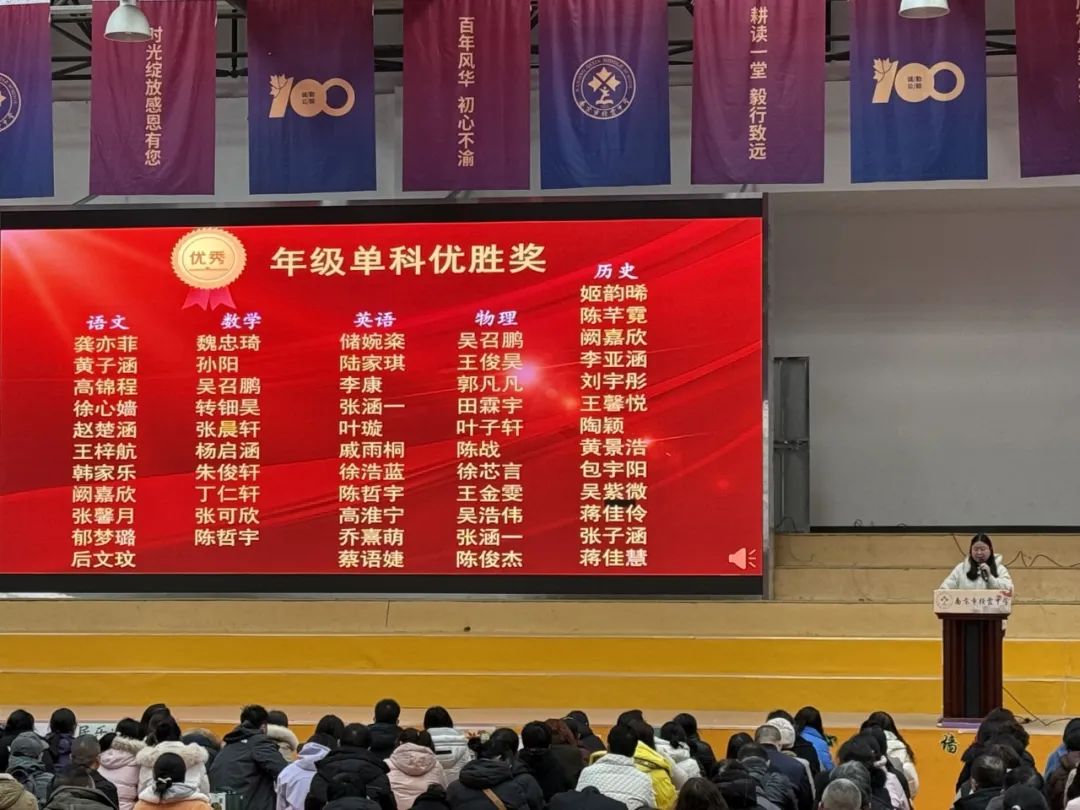 时光绽放感恩有您
100
百年风华 初心不渝
耕读一堂 毅行致远
100
优秀
年级单科优胜奖
语文
龚亦菲
黄子涵
高锦程
徐心嫱
赵楚涵
王梓航
韩家乐
阙嘉欣
张馨月
郁梦璐
后文玟
数学
魏忠琦
孙阳
吴召鹏
转钿昊
张晨轩
杨启涵
朱俊轩
丁仁轩
张可欣
陈哲宇
英语
储婉粢
陆家琪
李康
张涵一
叶璇
戚雨桐
徐浩蓝
陈哲宇
高淮宁
乔熹萌
蔡语婕
物理
吴召鹏
王俊昊
郭凡凡
田霖宇
叶子轩
陈战
徐芯言
王金雯
吴浩伟
张涵一
陈俊杰
历史
姬韵晞
陈芊霓
阙嘉欣
李亚涵
刘宇彤
王馨悦
陶颖
黄景浩
包宇阳
吴紫微
蒋佳伶
张子涵
蒋佳慧
南京市栖霞中学